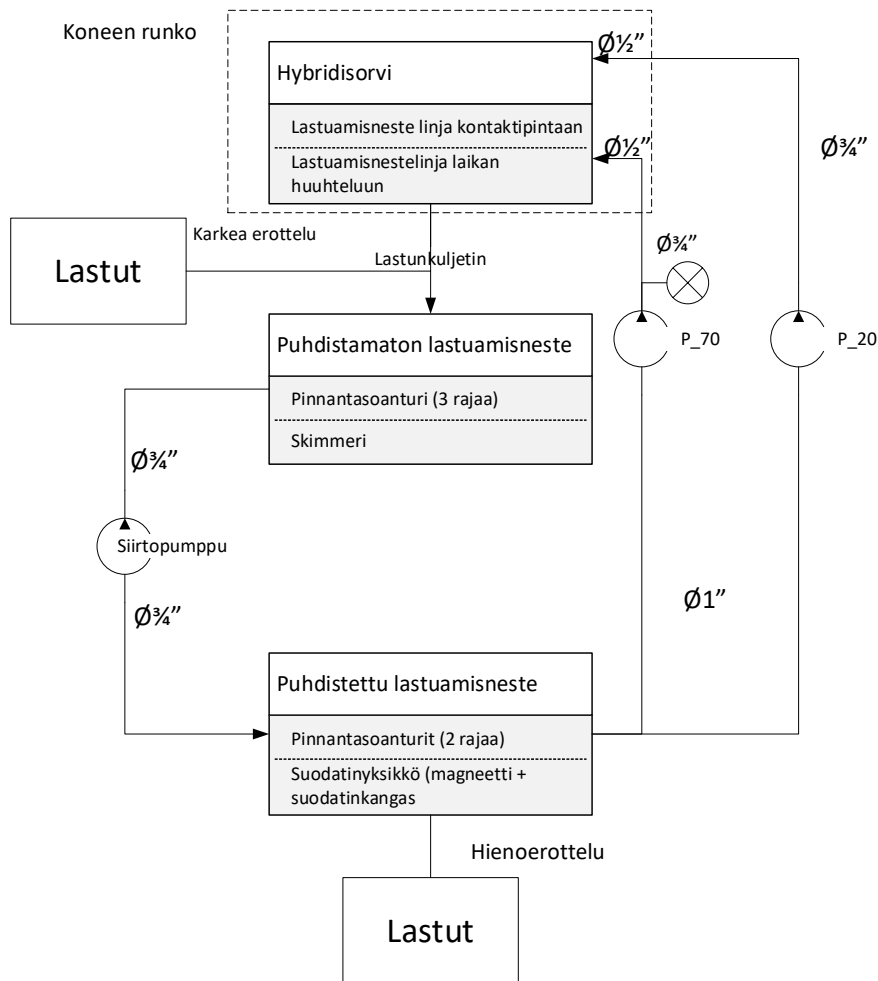 Koneen runko
Ø½”
Hybridisorvi
Lastuamisneste linja kontaktipintaan
Ø½”
Ø¾”
Lastuamisnestelinja laikan
huuhteluun
Karkea erottelu
Lastut
Lastunkuljetin
Ø¾”
Puhdistamaton lastuamisneste
P_70
P_20
Pinnantasoanturi (3 rajaa)
Skimmeri
Ø¾”
Siirtopumppu
Ø¾”
Ø1”
Puhdistettu lastuamisneste
Pinnantasoanturit (2 rajaa)
Suodatinyksikkö (magneetti +
suodatinkangas
Hienoerottelu
Lastut